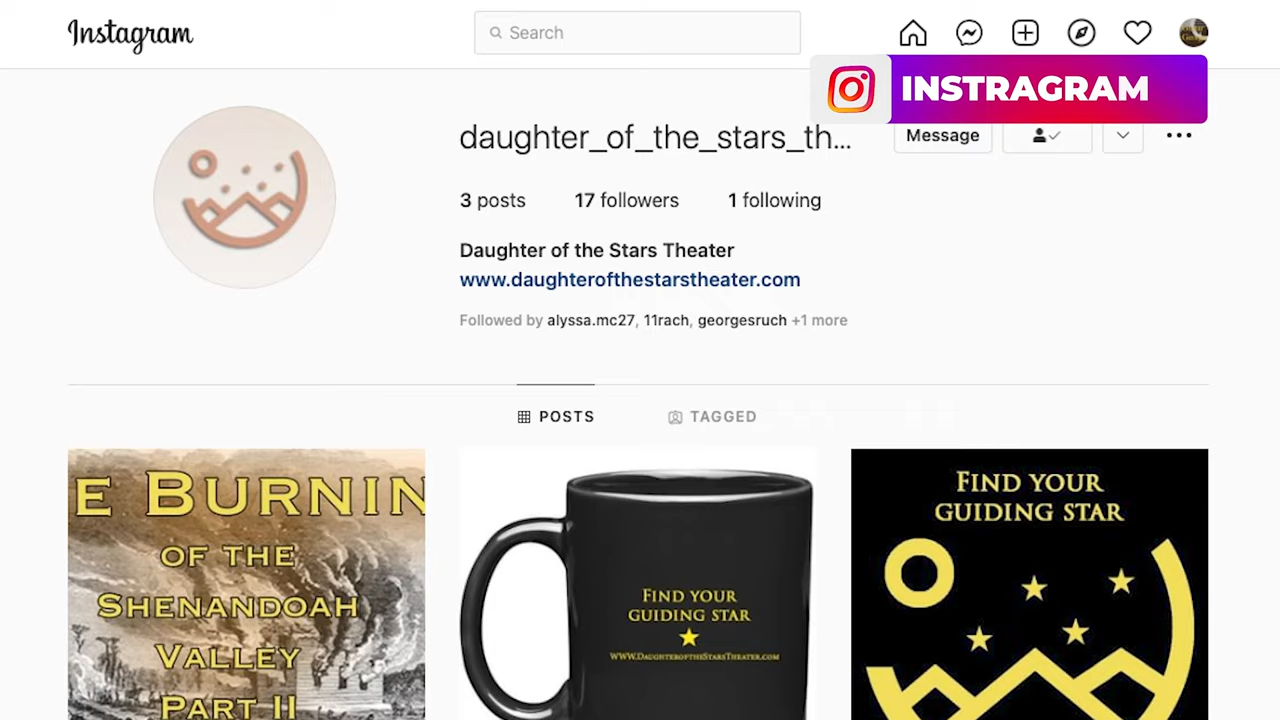 Instagram
Search
INSTRAGRAM
daughter_of_the_stars_th...
Message
3 posts 17 followers 1 following
Daughter of the Stars Theater
www.daughterofthestarstheater.com
Followed by alyssa.mc27, 11rach, georgesruch +1 more
POSTS TAGGED
E BURNIN
OF THE
SHENANDOAH
VALLEY
PART II
FIND YOUR
GUIDING STAR
WWW.DAUGHTEROFTHESTARSTHEATER.COM
FIND YOUR
GUIDING STAR